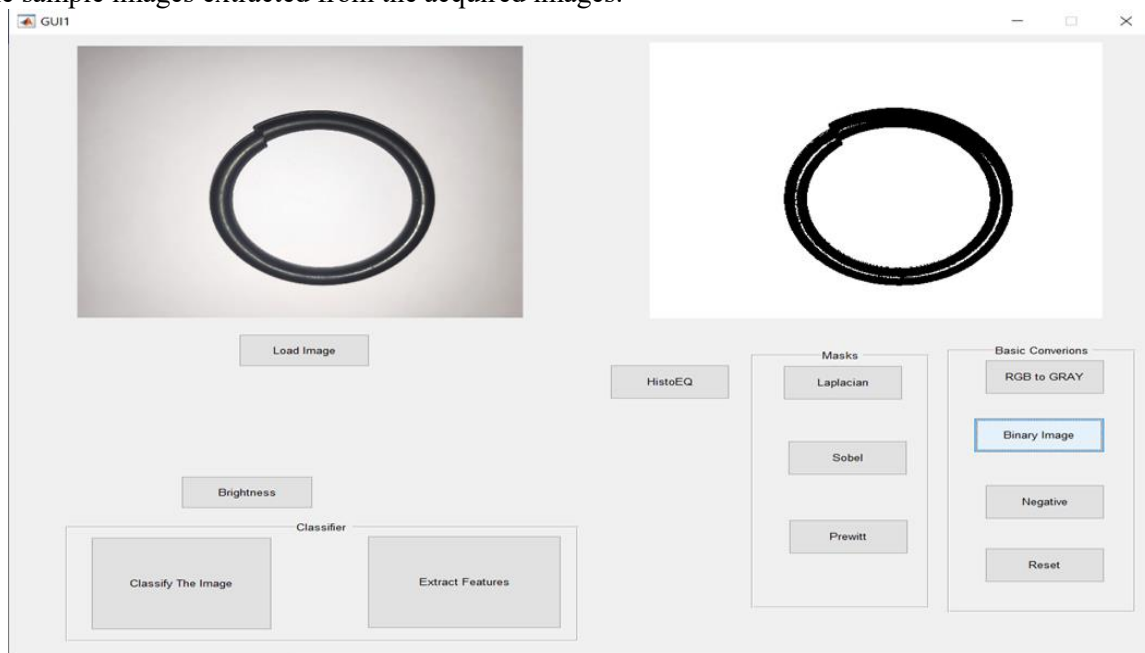 sample images extracted from the acquired images.
GUI1
Load Image
HistoEQ
Masks
Laplacian
Sobel
Prewitt
Basic Converions
RGB to GRAY
Binary Image
Negative
Reset
Brightness
Classifier
Classify The Image
Extract Features